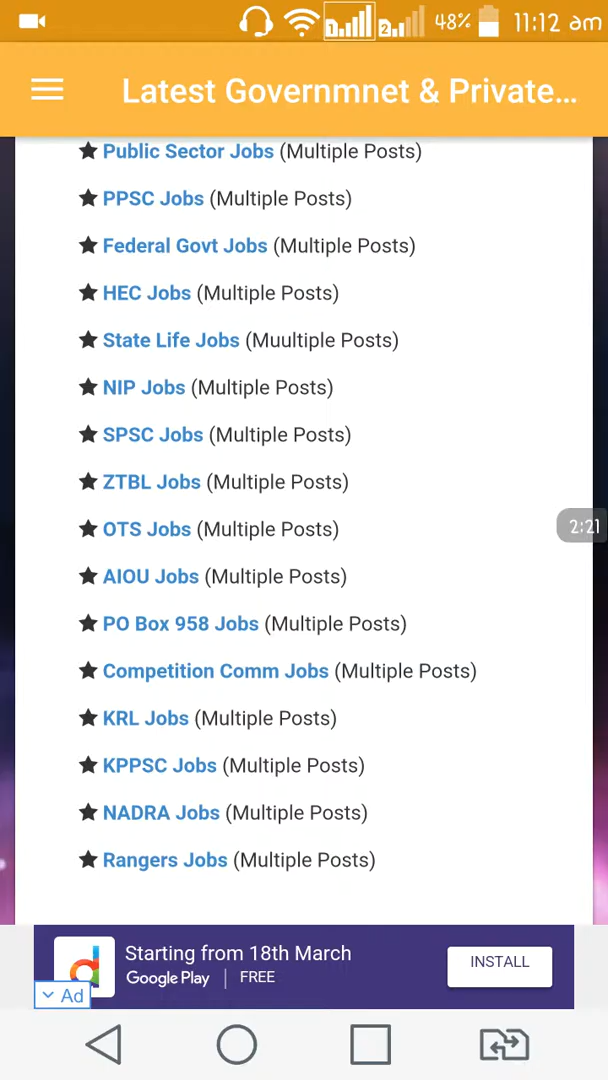 1 2 48% 11:12 am
Latest Governmnet & Private...
Public Sector Jobs (Multiple Posts)
PPSC Jobs (Multiple Posts)
Federal Govt Jobs (Multiple Posts)
HEC Jobs (Multiple Posts)
State Life Jobs (Muultiple Posts)
NIP Jobs (Multiple Posts)
SPSC Jobs (Multiple Posts)
ZTBL Jobs (Multiple Posts)
2:21
OTS Jobs (Multiple Posts)
AIOU Jobs (Multiple Posts)
PO Box 958 Jobs (Multiple Posts)
Competition Comm Jobs (Multiple Posts)
KRL Jobs (Multiple Posts)
KPPSC Jobs (Multiple Posts)
NADRA Jobs (Multiple Posts)
Rangers Jobs (Multiple Posts)
Starting from 18th March
Google Play | FREE
INSTALL
Ad